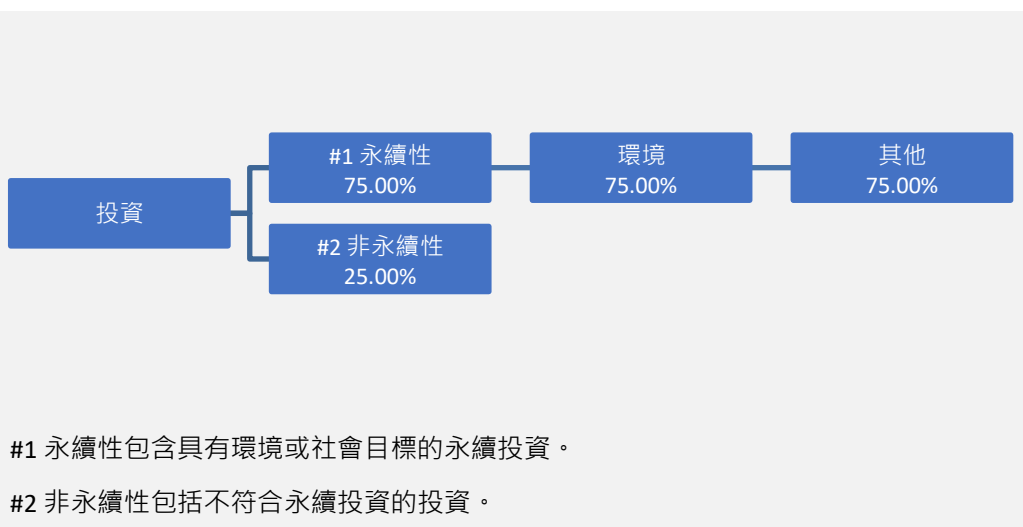 投資
#1 永續性
75.00%
環境
75.00%
其他
75.00%
#2 非永續性
25.00%
#1 永續性包含具有環境或社會目標的永續投資。
#2 非永續性包括不符合永續投資的投資。